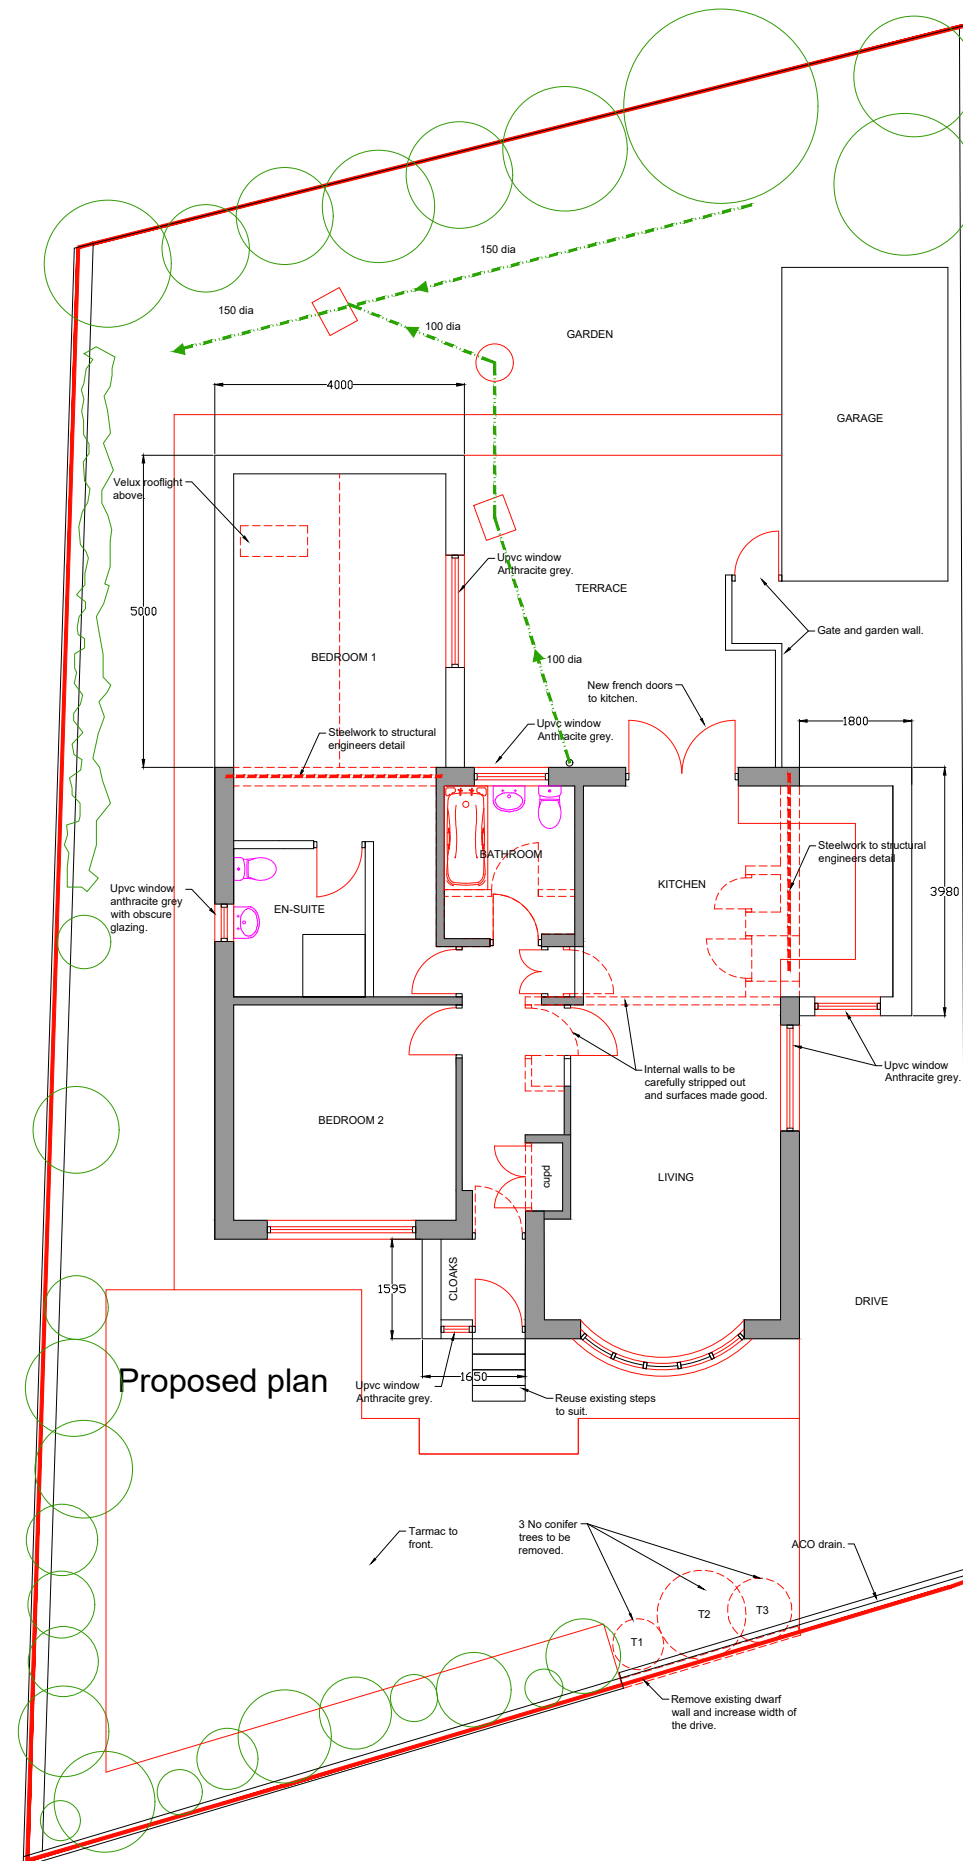 150 dia
150 dia
100 dia
GARDEN
4000
GARAGE
Velux rooflight
above.
Upvc window
Anthracite grey.
TERRACE
5000
Gate and garden wall.
BEDROOM 1
100 dia
New french doors
to kitchen.
Steelwork to structural
engineers detail
Upvc window
Anthracite grey.
1800
BATHROOM
Steelwork to structural
engineers detail
KITCHEN
3980
Upvc window
anthracite grey
with obscure
glazing.
EN-SUITE
Internal walls to be
carefully stripped out
and surfaces made good.
Upvc window
Anthracite grey.
BEDROOM 2
LIVING
cupd
CLOAKS
1595
DRIVE
Proposed plan
1650
Upvc window
Anthracite grey.
Reuse existing steps
to suit.
Tarmac to
front.
3 No conifer
trees to be
removed.
ACO drain.
T1
T2
T3
Remove existing dwarf
wall and increase width of
the drive.